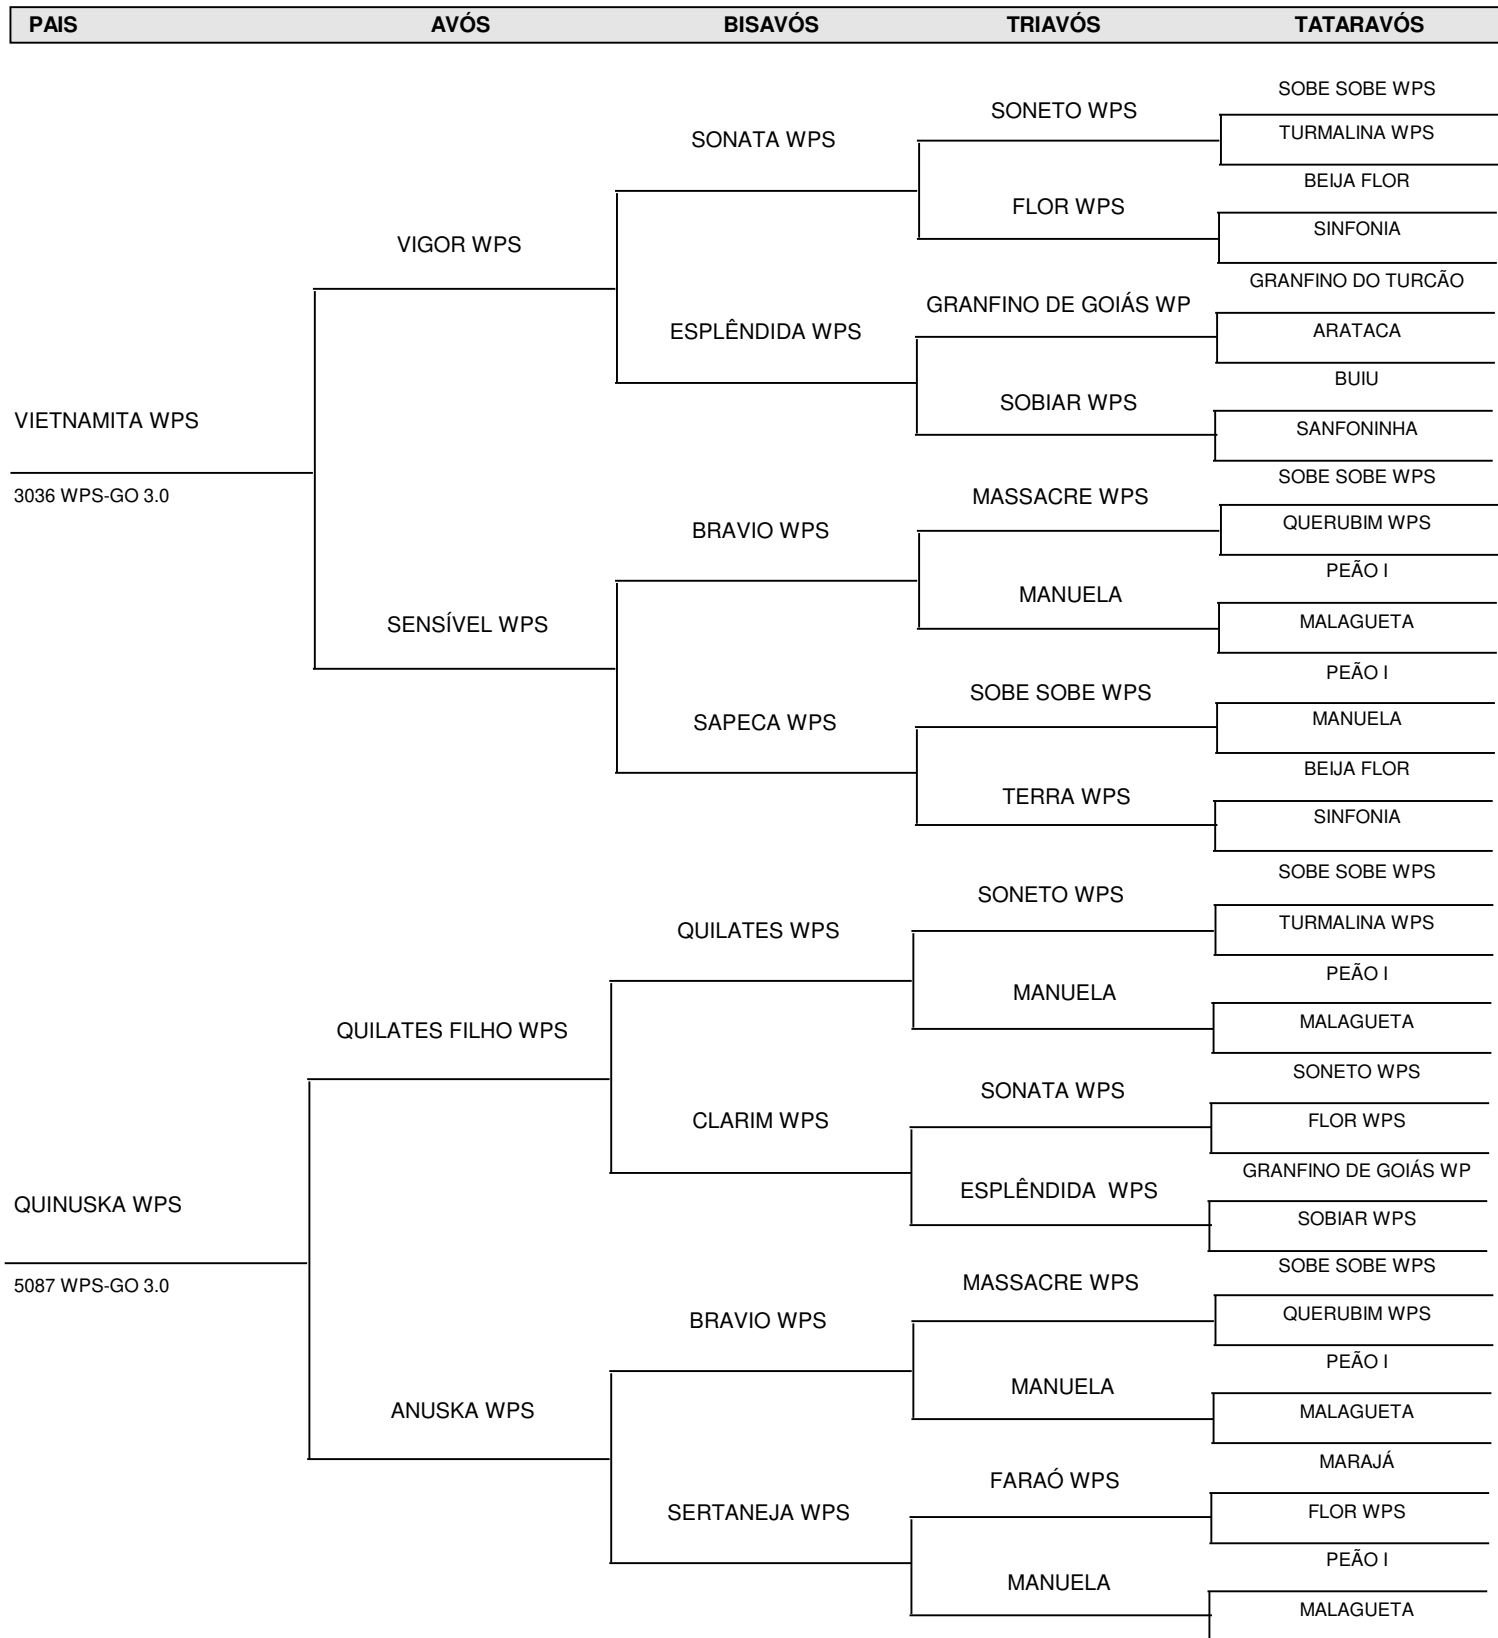 PAIS AVÓS BISAVÓS TRIAVÓS TATARAVÓS
SOBE SOBE WPS
SONETO WPS
TURMALINA WPS
SONATA WPS
BEIJA FLOR
FLOR WPS
SINFONIA
VIGOR WPS
GRANFINO DO TURCÃO
GRANFINO DE GOIÁS WP
ARATACA
ESPLÊNDIDA WPS
BUIU
SOBIAR WPS
SANFONINHA
VIETNAMITA WPS
SOBE SOBE WPS
3036 WPS-GO 3.0
MASSACRE WPS
QUERUBIM WPS
BRAVIO WPS
PEÃO I
MANUELA
MALAGUETA
SENSÍVEL WPS
PEÃO I
SOBE SOBE WPS
MANUELA
SAPECA WPS
BEIJA FLOR
TERRA WPS
SINFONIA
SOBE SOBE WPS
SONETO WPS
TURMALINA WPS
QUILATES WPS
PEÃO I
MANUELA
MALAGUETA
QUILATES FILHO WPS
SONETO WPS
SONATA WPS
FLOR WPS
CLARIM WPS
GRANFINO DE GOIÁS WP
ESPLÊNDIDA  WPS
SOBIAR WPS
QUINUSKA WPS
SOBE SOBE WPS
5087 WPS-GO 3.0
MASSACRE WPS
QUERUBIM WPS
BRAVIO WPS
PEÃO I
MANUELA
MALAGUETA
ANUSKA WPS
MARAJÁ
FARAÓ WPS
FLOR WPS
SERTANEJA WPS
PEÃO I
MANUELA
MALAGUETA